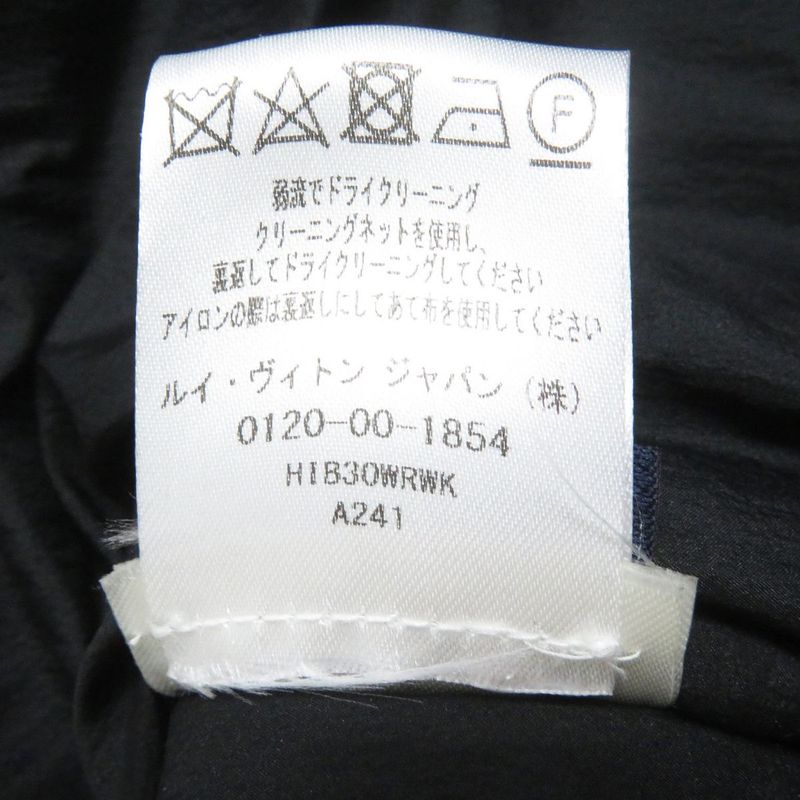 F
弱流でドライクリーニング
クリーニングネットを使用し、
裏返してドライクリーニングしてください
アイロンの際は裏返しにしてあて布を使用してください
ルイ・ヴィトン ジャパン（株）
0120-00-1854
HIB30WRWK
A241